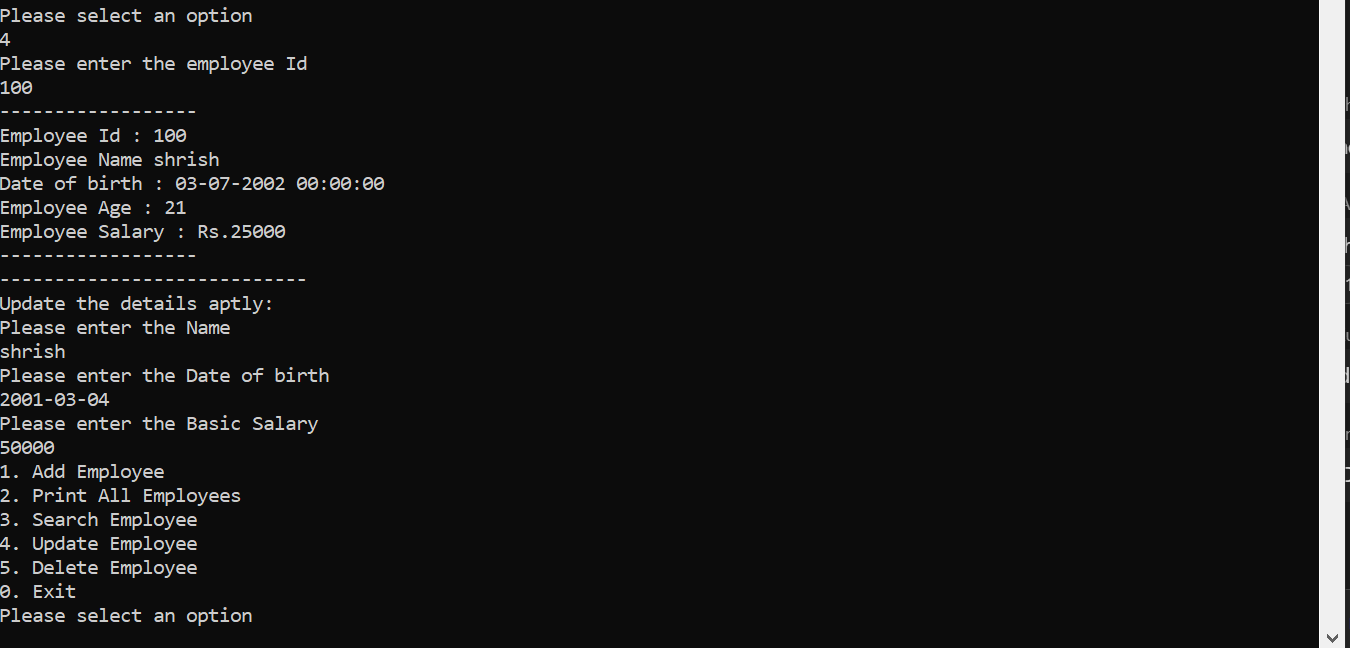 Please select an option
4
Please enter the employee Id
100
------------------
Employee Id : 100
Employee Name shrish
Date of birth : 03-07-2002 00:00:00
Employee Age : 21
Employee Salary : Rs.25000
------------------
----------------------------
Update the details aptly:
Please enter the Name
shrish
Please enter the Date of birth
2001-03-04
Please enter the Basic Salary
50000
1. Add Employee
2. Print All Employees
3. Search Employee
4. Update Employee
5. Delete Employee
0. Exit
Please select an option